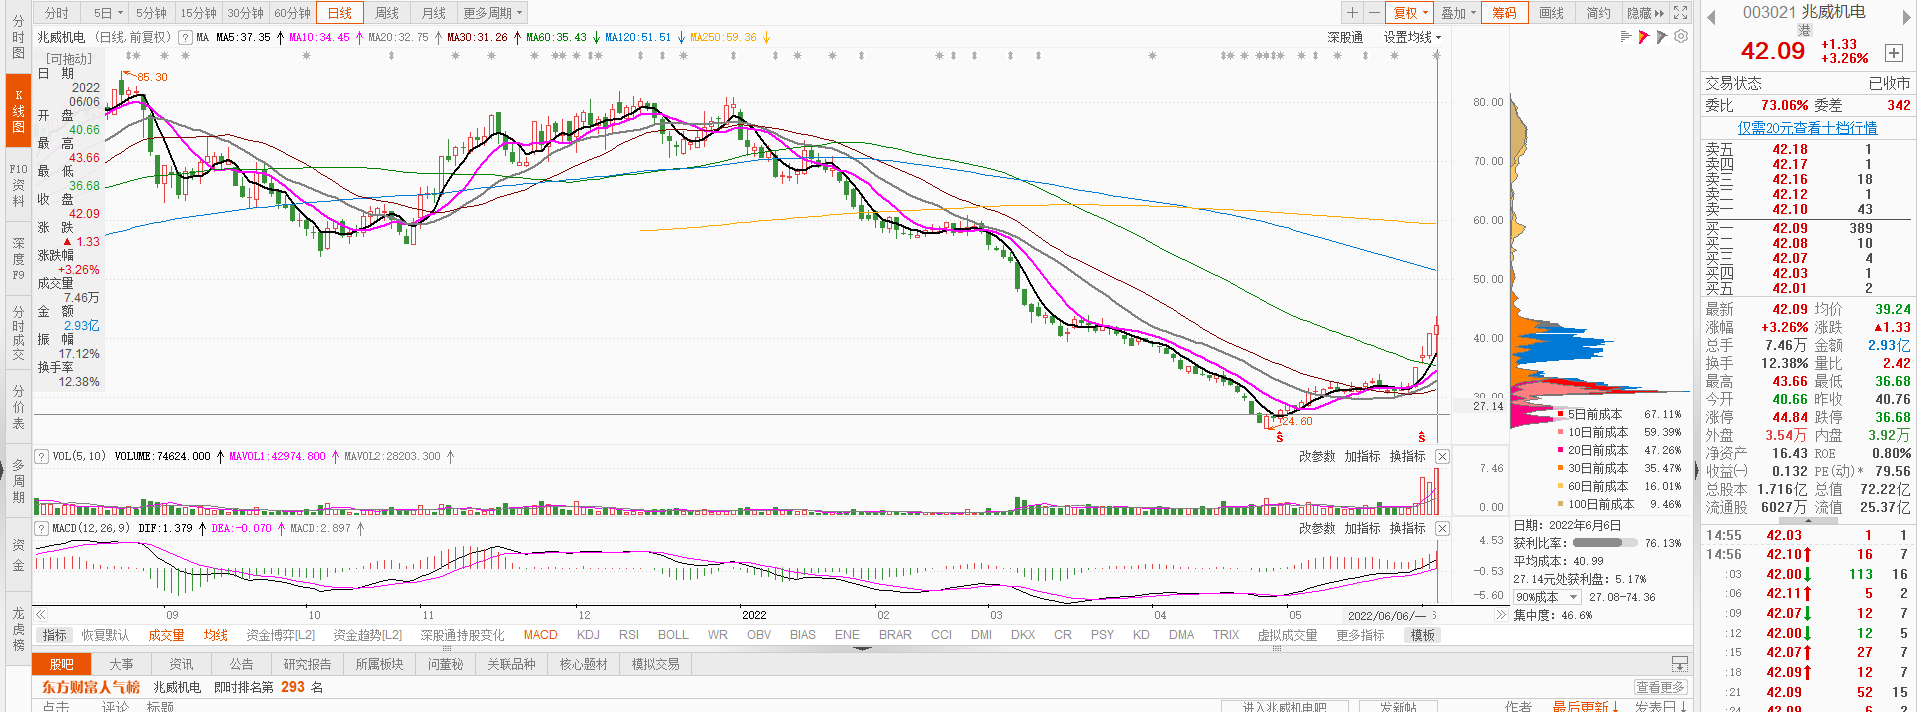 分时 5日 5分钟 15分钟 30分钟 60分钟 日线 周线 月线 更多周期
复权 叠加 筹码 画线 简约 隐藏
兆威机电 (日线,前复权) ? MA MA5:37.35 MA10:34.45 MA20:32.75 MA30:31.26 MA60:35.43 MA120:51.51 MA250:59.36
深股通 设置均线
分时图
K线图
F10资料
深度F9
分时成交
分价表
多周期
资金
龙虎榜
[可拖动]
日 期
2022
06/06
开 盘
40.66
最 高
43.66
最 低
36.68
收 盘
42.09
涨 跌
▲ 1.33
涨跌幅
+3.26%
成交量
7.46万
金 额
2.93亿
振 幅
17.12%
换手率
12.38%
85.30
24.60
80.00
70.00
60.00
50.00
40.00
30.00
27.14
? VOL(5,10) VOLUME:74624.000 MAVOL1:42974.800 MAVOL2:28203.300
改参数 加指标 换指标
7.46
0.00
? MACD(12,26,9) DIF:1.379 DEA:-0.070 MACD:2.897
改参数 加指标 换指标
4.53
-0.53
-5.60
09 10 11 12 2022 02 03 04 05 2022/06/06/一 6
5日前成本 67.11%
10日前成本 59.39%
20日前成本 47.26%
30日前成本 35.47%
60日前成本 16.01%
100日前成本 9.46%
日期: 2022年6月6日
获利比率: 76.13%
平均成本: 40.99
27.14元处获利盘: 5.17%
90%成本 27.08-74.36
集中度: 46.6%
指标 恢复默认 成交量 均线 资金博弈[L2] 资金趋势[L2] 深股通持股变化 MACD KDJ RSI BOLL WR OBV BIAS ENE BRAR CCI DMI DKX CR PSY KD DMA TRIX 虚拟成交量 更多指标 模板
股吧 大事 资讯 公告 研究报告 所属板块 问董秘 关联品种 核心题材 模拟交易
东方财富人气榜 兆威机电 即时排名第 293 名
查看更多
点击 评论 标题
进入兆威机电吧 发新帖 作者 最后更新↓ 发表日↓
003021 兆威机电
港
42.09 +1.33
+3.26%
交易状态 已收市
委比 73.06% 委差 342
仅需20元查看十档行情
卖五 42.18 1
卖四 42.17 1
卖三 42.16 18
卖二 42.12 1
卖一 42.10 43
买一 42.09 389
买二 42.08 10
买三 42.07 4
买四 42.03 1
买五 42.01 2
最新 42.09 均价 39.24
涨幅 +3.26% 涨跌 ▲1.33
总手 7.46万 金额 2.93亿
换手 12.38% 量比 2.42
最高 43.66 最低 36.68
今开 40.66 昨收 40.76
涨停 44.84 跌停 36.68
外盘 3.54万 内盘 3.92万
净资产 16.43 ROE 0.80%
收益(一) 0.132 PE(动)* 79.56
总股本 1.716亿 总值 72.22亿
流通股 6027万 流值 25.37亿
14:55 42.03 1 1
14:56 42.10 16 7
:03 42.00 113 16
:06 42.11 5 2
:09 42.07 12 7
:12 42.00 12 5
:15 42.07 27 7
:18 42.09 12 7
:21 42.09 52 15
:24 42.09 6 2